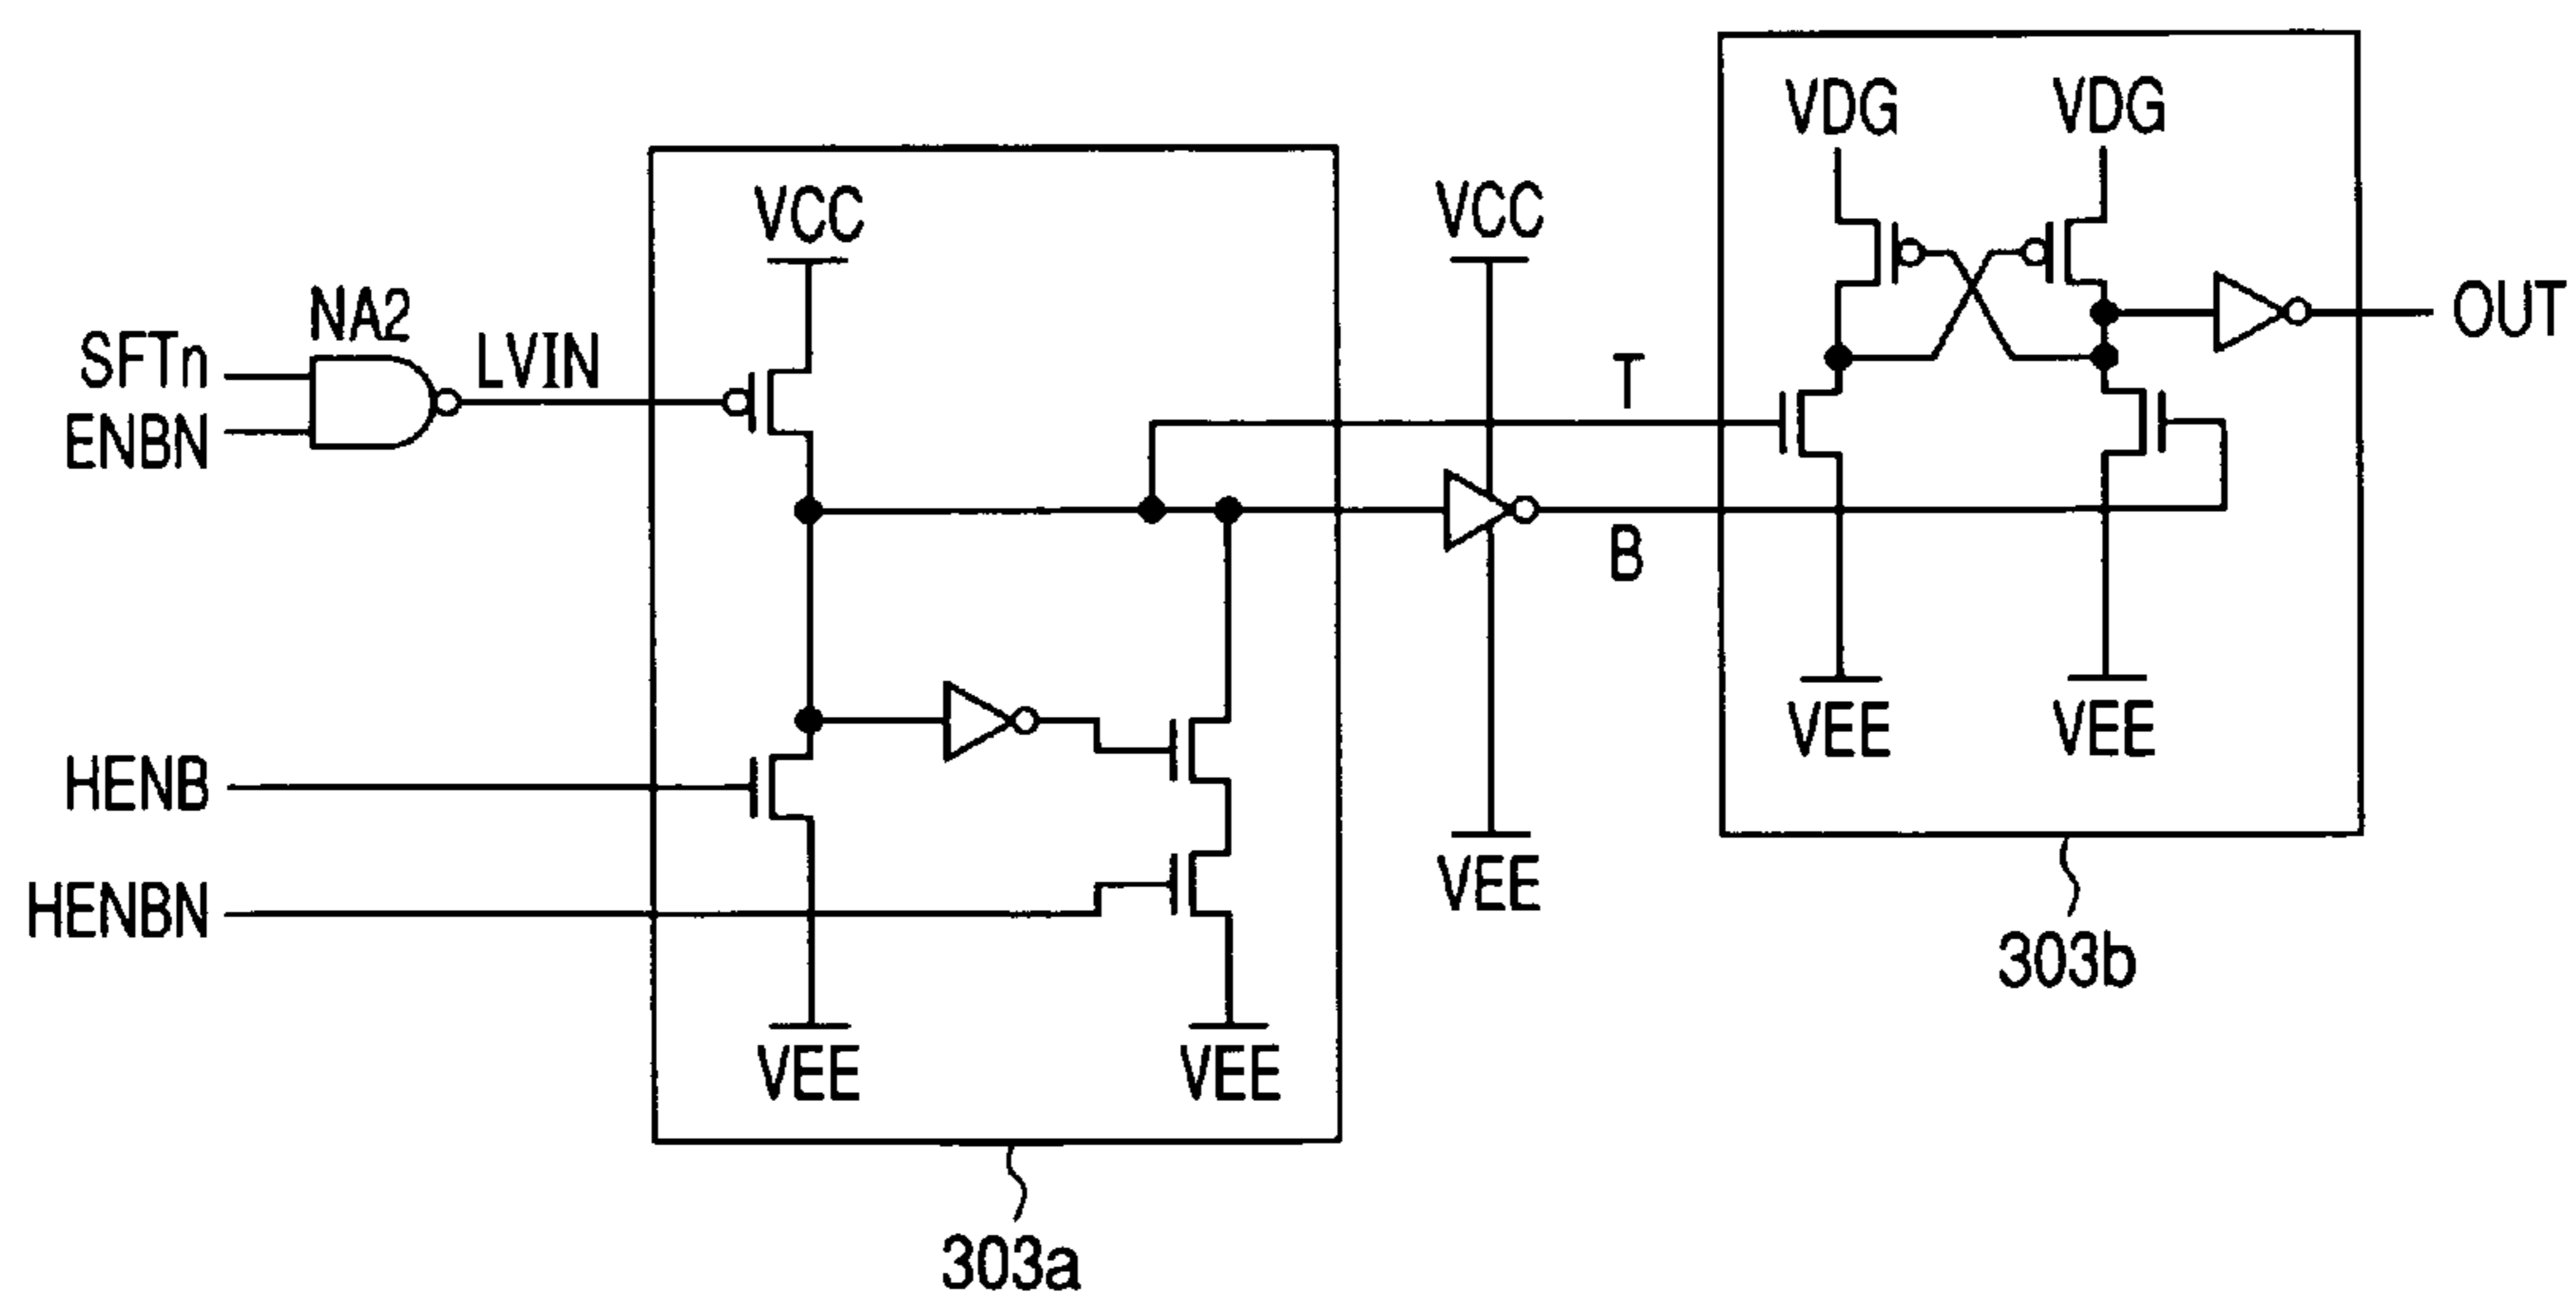 VDG VDG
VCC VCC
NA2
SFTn LVIN OUT
ENBN T
B
VEE VEE
HENB
VEE
HENBN
303b
VEE VEE
303a